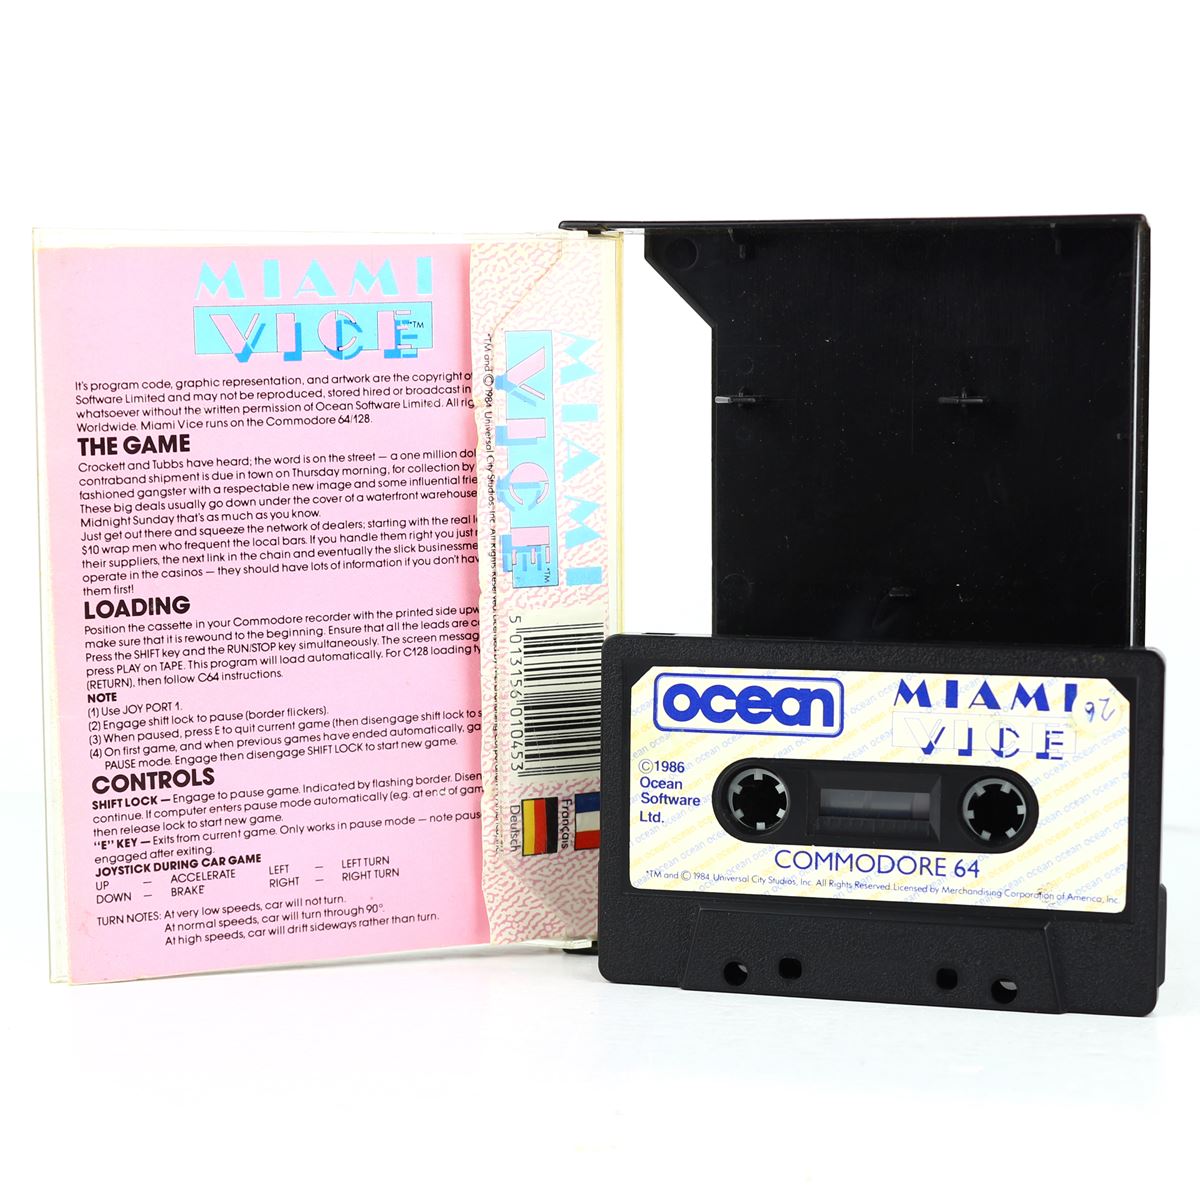 MIAMI
VICE™
It's program code, graphic representation, and artwork are the copyright of
Software Limited and may not be reproduced, stored hired or broadcast in
whatsoever without the written permission of Ocean Software Limited. All
Worldwide. Miami Vice runs on the Commodore 64/128.
THE GAME
Crockett and Tubbs have heard; the word is on the street — a one million
contraband shipment is due in town on Thursday morning, for collection by
fashioned gangster with a respectable new image and some influential
These big deals usually go down under the cover of a waterfront
Midnight Sunday that's as much as you know.
Just get out there and squeeze the network of dealers; starting with the real
$10 wrap men who frequent the local bars. If you handle them right you just
their suppliers, the next link in the chain and eventually the slick
operate in the casinos — they should have lots of information if you don't
them first!
LOADING
Position the cassette in your Commodore recorder with the printed side
make sure that it is rewound to the beginning. Ensure that all the leads are
Press the SHIFT key and the RUN/STOP key simultaneously. The screen
press PLAY on TAPE. This program will load automatically. For C128 loading
(RETURN), then follow C64 instructions.
NOTE
(1) Use JOY PORT 1.
(2) Engage shift lock to pause (border flickers).
(3) When paused, press E to quit current game (then disengage shift lock to
(4) On first game, and when previous games have ended automatically,
PAUSE mode. Engage then disengage SHIFT LOCK to start new game.
CONTROLS
SHIFT LOCK — Engage to pause game. Indicated by flashing border.
continue. If computer enters pause mode automatically (e.g. at end of
then release lock to start new game.
"E" KEY — Exits from current game. Only works in pause mode — note
engaged after exiting.
JOYSTICK DURING CAR GAME
UP — ACCELERATE LEFT — LEFT TURN
DOWN — BRAKE RIGHT — RIGHT TURN
TURN NOTES: At very low speeds, car will not turn.
At normal speeds, car will turn through 90°.
At high speeds, car will drift sideways rather than turn.
MIAMI
VICE™
*TM and © 1984 Universal City Studios, Inc. All Rights Reserved.
5 013156 010453
Français
Deutsch
ocean
MIAMI
VICE
26
©1986
Ocean
Software
Ltd.
COMMODORE 64
*TM and © 1984 Universal City Studios, Inc. All Rights Reserved. Licensed by Merchandising Corporation of America, Inc.